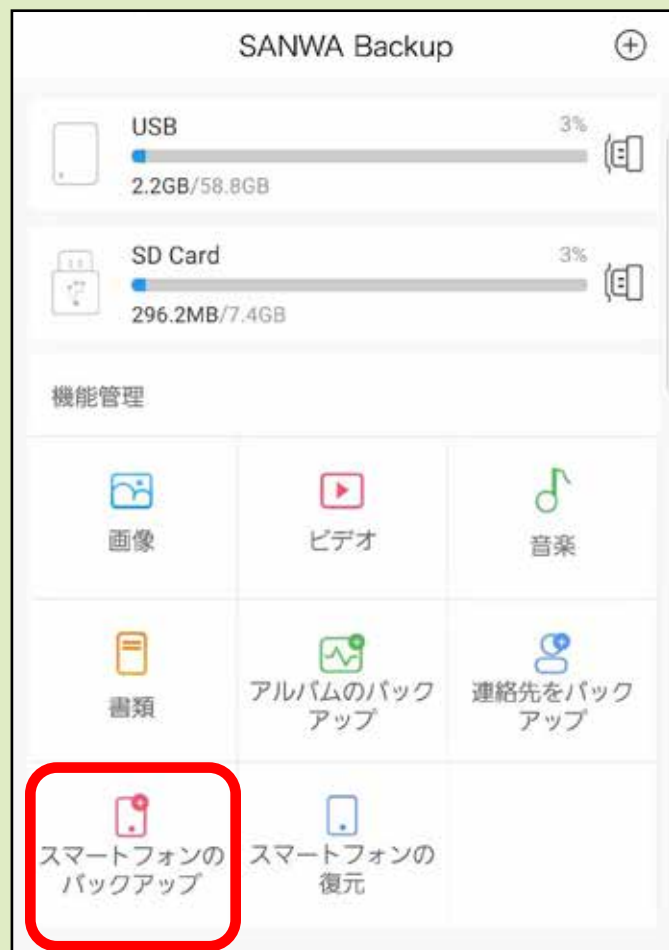 SANWA Backup
USB
3%
2.2GB/58.8GB
SD Card
3%
296.2MB/7.4GB
機能管理
画像
ビデオ
音楽
書類
アルバムのバック
アップ
連絡先をバック
アップ
スマートフォンの
バックアップ
スマートフォンの
復元